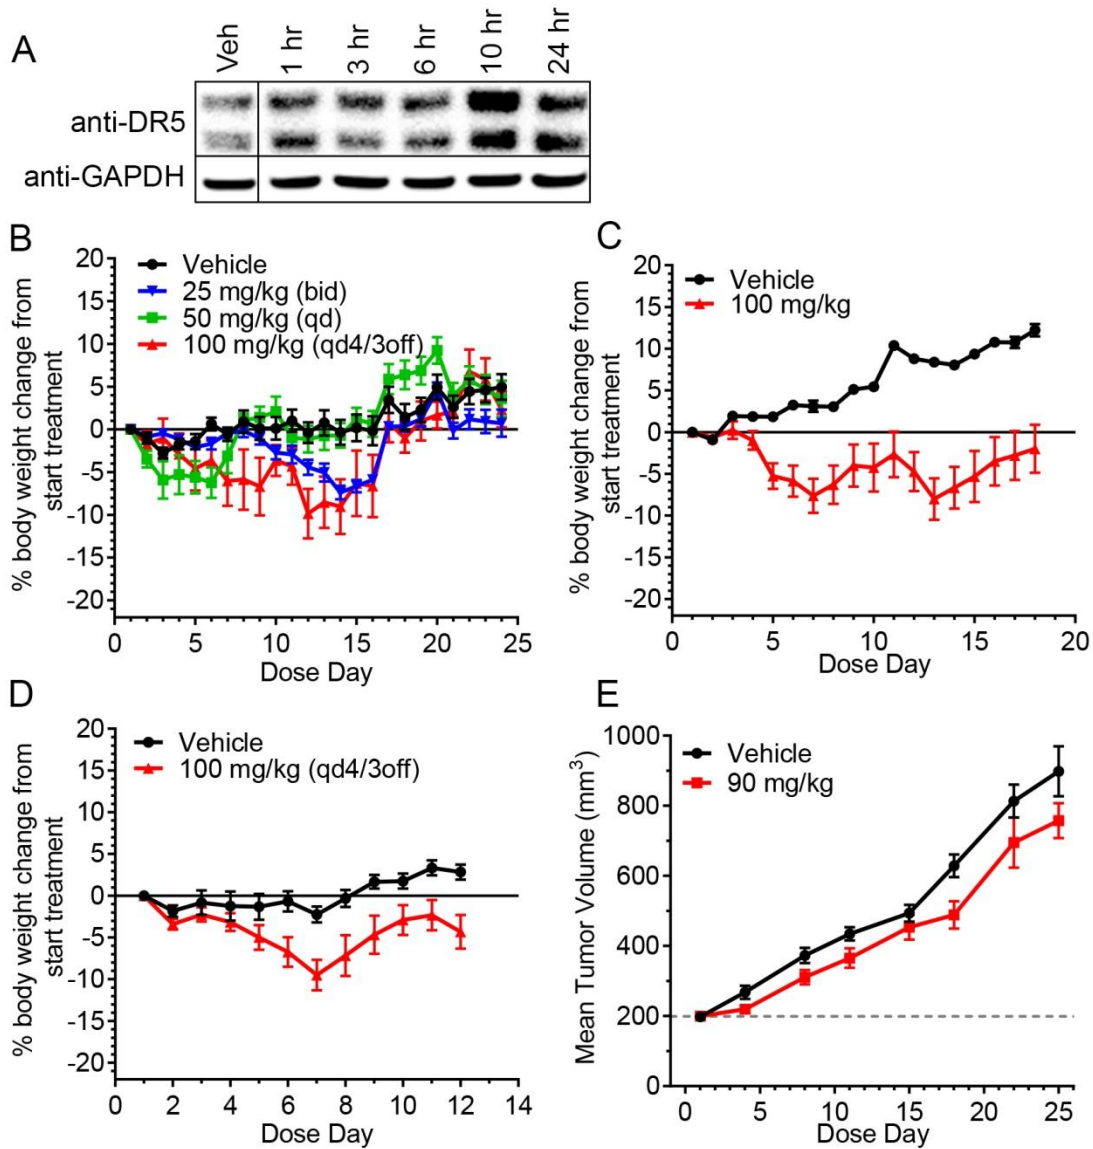 A
Veh
1 hr
3 hr
6 hr
10 hr
24 hr
anti-DR5
anti-GAPDH
B
% body weight change from
start treatment
20
15
10
5
0
-5
-10
-15
-20
Vehicle
25 mg/kg (bid)
50 mg/kg (qd)
100 mg/kg (qd4/3off)
0 5 10 15 20 25
Dose Day
C
% body weight change from
start treatment
20
15
10
5
0
-5
-10
-15
-20
Vehicle
100 mg/kg
0 5 10 15 20
Dose Day
D
% body weight change from
start treatment
20
15
10
5
0
-5
-10
-15
-20
Vehicle
100 mg/kg (qd4/3off)
0 2 4 6 8 10 12 14
Dose Day
E
Mean Tumor Volume (mm³)
1000
800
600
400
200
0
Vehicle
90 mg/kg
0 5 10 15 20 25
Dose Day